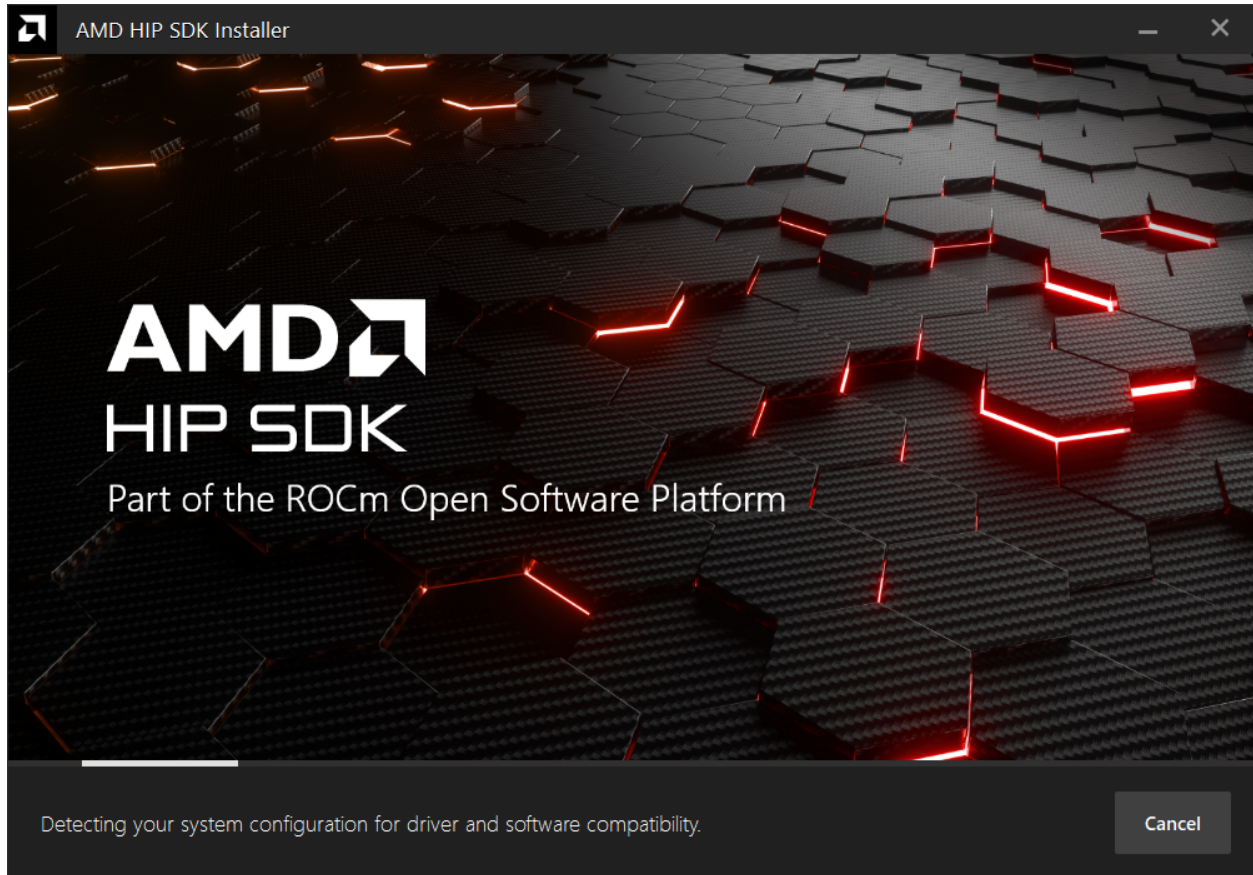 AMD HIP SDK Installer
AMD
HIP SDK
Part of the ROCm Open Software Platform
Detecting your system configuration for driver and software compatibility.
Cancel